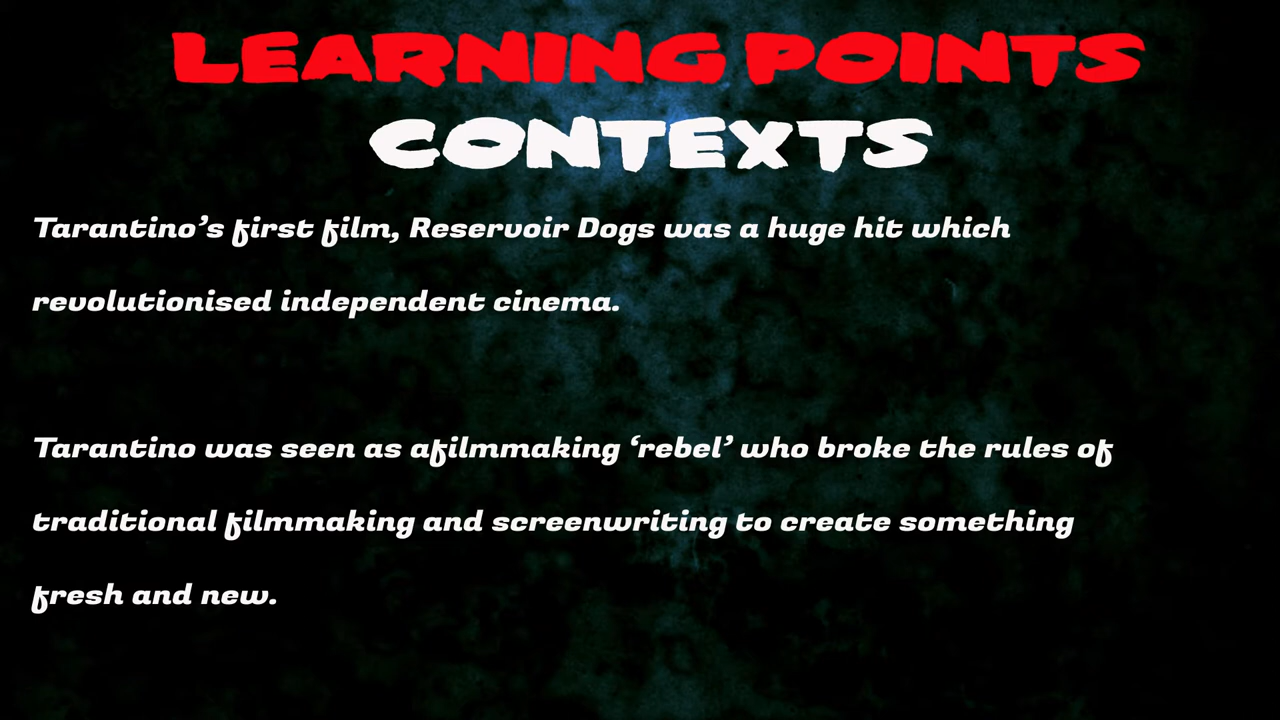 LEARNING POINTS
CONTEXTS
Tarantino’s first film, Reservoir Dogs was a huge hit which
revolutionised independent cinema.
Tarantino was seen as afilmmaking ‘rebel’ who broke the rules of
traditional filmmaking and screenwriting to create something
fresh and new.